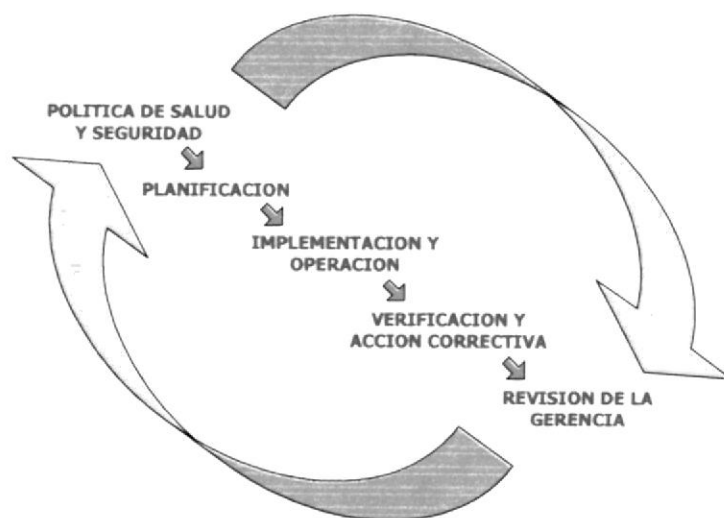 POLITICA DE SALUD
Y SEGURIDAD
PLANIFICACION
IMPLEMENTACION Y
OPERACION
VERIFICACION Y
ACCION CORRECTIVA
REVISION DE LA
GERENCIA